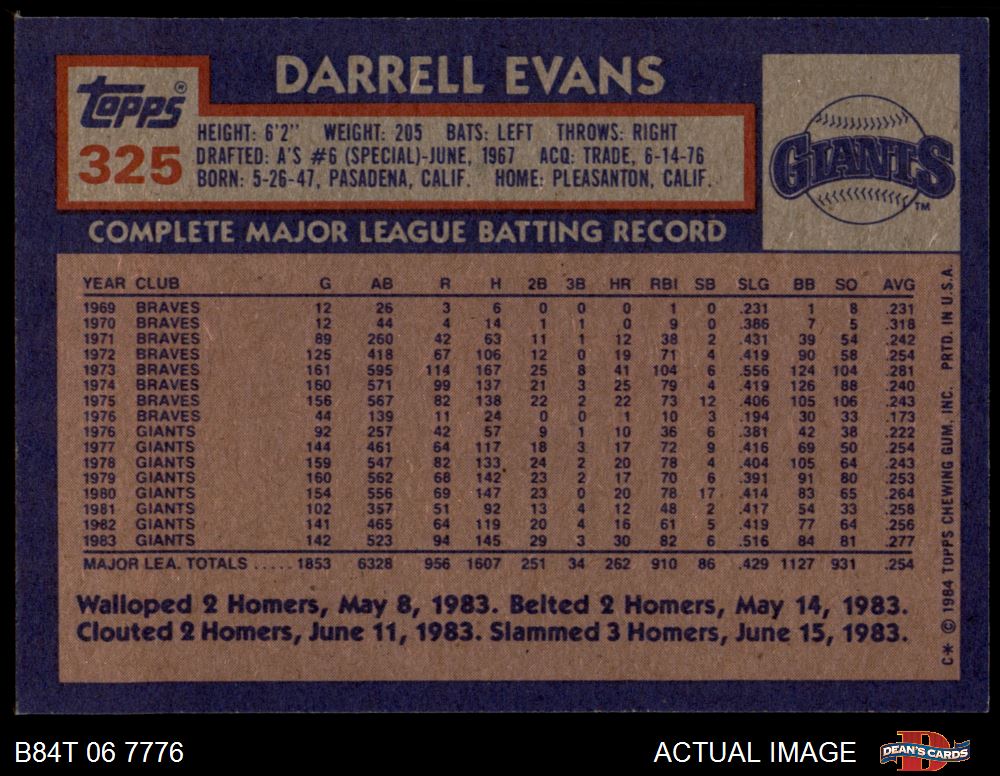 DARRELL EVANS
Topps®
325
HEIGHT: 6'2" WEIGHT: 205 BATS: LEFT THROWS: RIGHT
DRAFTED: A'S #6 (SPECIAL)-JUNE, 1967 ACQ: TRADE, 6-14-76
BORN: 5-26-47, PASADENA, CALIF. HOME: PLEASANTON, CALIF.
GIANTS
TM
COMPLETE MAJOR LEAGUE BATTING RECORD
YEAR CLUB G AB R H 2B 3B HR RBI SB SLG BB SO AVG
1969 BRAVES 12 26 3 6 0 0 0 1 0 .231 1 8 .231
1970 BRAVES 12 44 4 14 1 1 0 9 0 .386 7 5 .318
1971 BRAVES 89 260 42 63 11 1 12 38 2 .431 39 54 .242
1972 BRAVES 125 418 67 106 12 0 19 71 4 .419 90 58 .254
1973 BRAVES 161 595 114 167 25 8 41 104 6 .556 124 104 .281
1974 BRAVES 160 571 99 137 21 3 25 79 4 .419 126 88 .240
1975 BRAVES 156 567 82 138 22 2 22 73 12 .406 105 106 .243
1976 BRAVES 44 139 11 24 0 0 1 10 3 .194 30 33 .173
1976 GIANTS 92 257 42 57 9 1 10 36 6 .381 42 38 .222
1977 GIANTS 144 461 64 117 18 3 17 72 9 .416 69 50 .254
1978 GIANTS 159 547 82 133 24 2 20 78 4 .404 105 64 .243
1979 GIANTS 160 562 68 142 23 2 17 70 6 .391 91 80 .253
1980 GIANTS 154 556 69 147 23 0 20 78 17 .414 83 65 .264
1981 GIANTS 102 357 51 92 13 4 12 48 2 .417 54 33 .258
1982 GIANTS 141 465 64 119 20 4 16 61 5 .419 77 64 .256
1983 GIANTS 142 523 94 145 29 3 30 82 6 .516 84 81 .277
MAJOR LEA. TOTALS ..... 1853 6328 956 1607 251 34 262 910 86 .429 1127 931 .254
Walloped 2 Homers, May 8, 1983. Belted 2 Homers, May 14, 1983.
Clouted 2 Homers, June 11, 1983. Slammed 3 Homers, June 15, 1983.
C* © 1984 TOPPS CHEWING GUM, INC. PRTD. IN U.S.A.
B84T 06 7776
ACTUAL IMAGE
DEAN'S CARDS